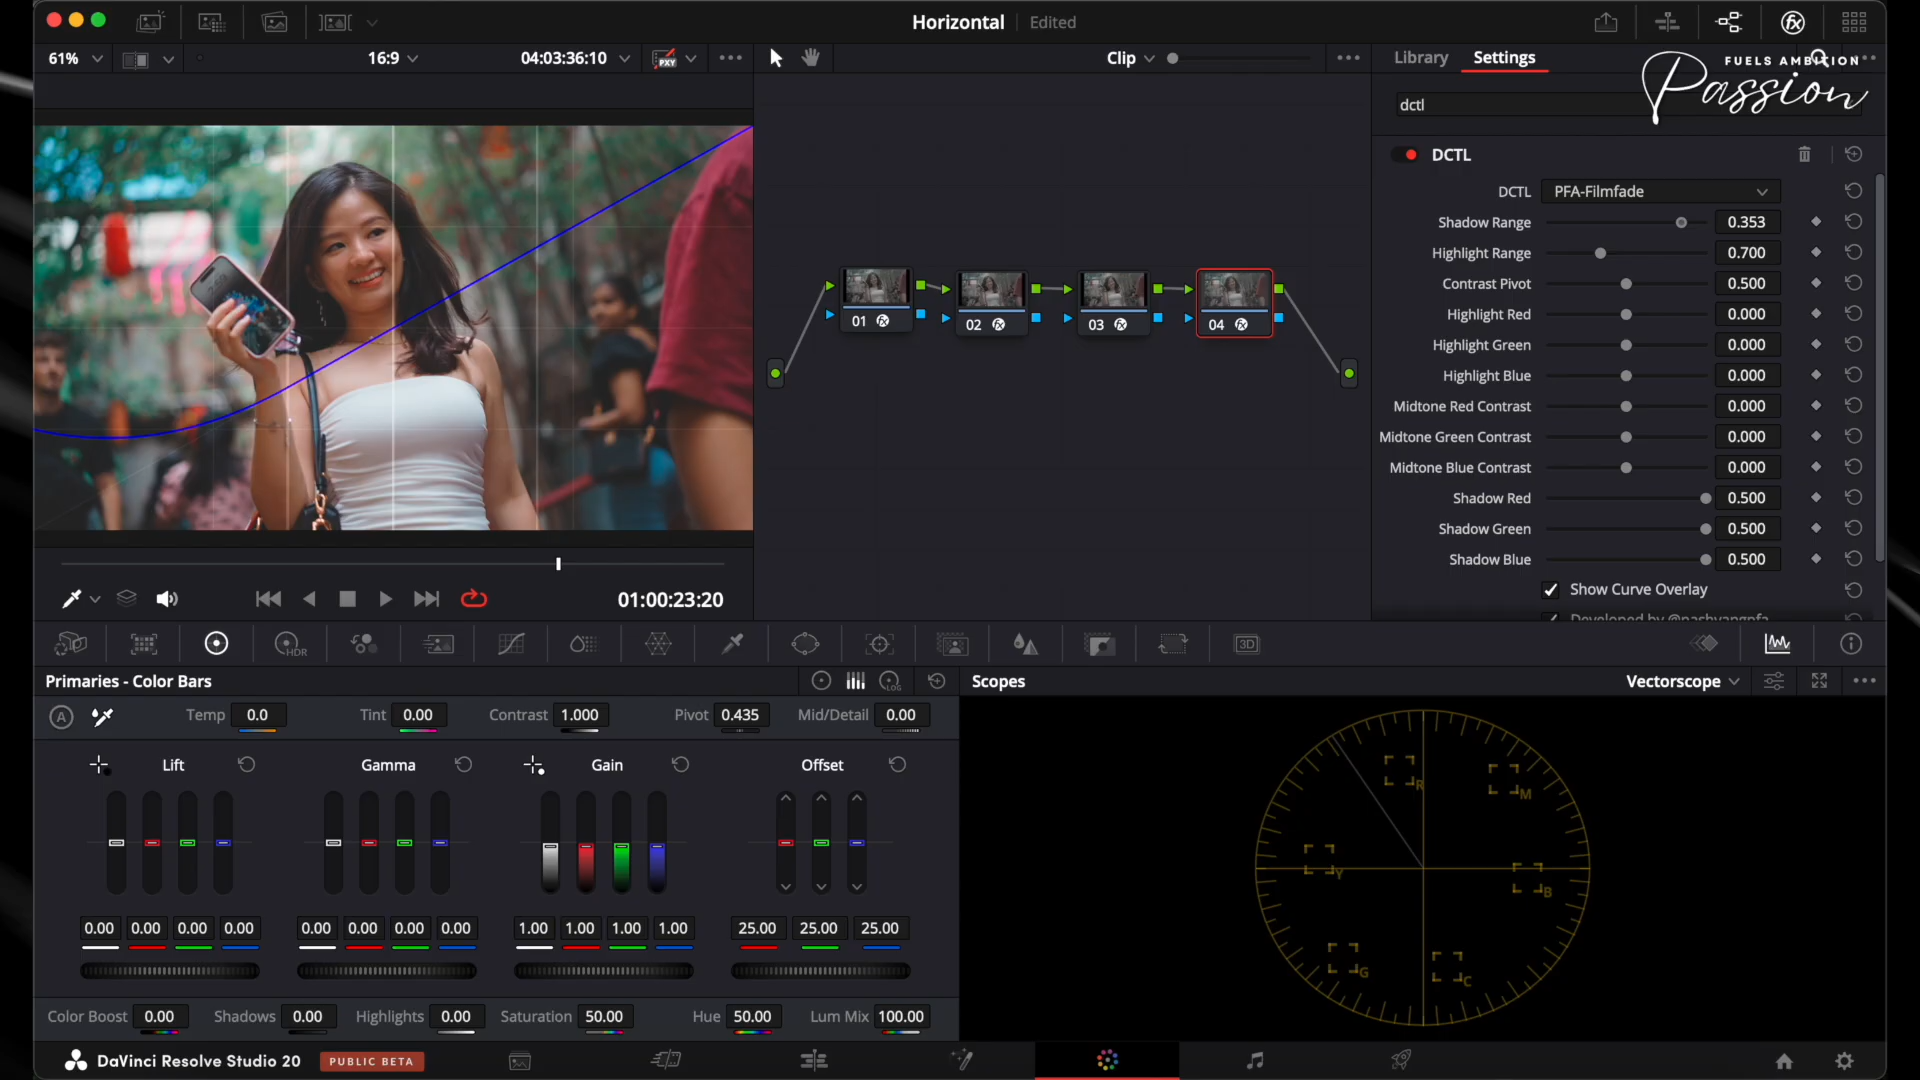 Horizontal Edited
61% 16:9 04:03:36:10 PXY Clip Library Settings
FUELS AMBITION
Passion
dctl
DCTL
DCTL PFA-Filmfade
Shadow Range 0.353
Highlight Range 0.700
Contrast Pivot 0.500
Highlight Red 0.000
Highlight Green 0.000
Highlight Blue 0.000
Midtone Red Contrast 0.000
Midtone Green Contrast 0.000
Midtone Blue Contrast 0.000
Shadow Red 0.500
Shadow Green 0.500
Shadow Blue 0.500
Show Curve Overlay
Developed by @pashyangpfa
01 02 03 04
01:00:23:20
HDR 3D
Primaries - Color Bars LOG
Scopes Vectorscope
A Temp 0.0 Tint 0.00 Contrast 1.000 Pivot 0.435 Mid/Detail 0.00
Lift Gamma Gain Offset
0.00 0.00 0.00 0.00 0.00 0.00 0.00 0.00 1.00 1.00 1.00 1.00 25.00 25.00 25.00
R M
Y B
G C
Color Boost 0.00 Shadows 0.00 Highlights 0.00 Saturation 50.00 Hue 50.00 Lum Mix 100.00
DaVinci Resolve Studio 20 PUBLIC BETA